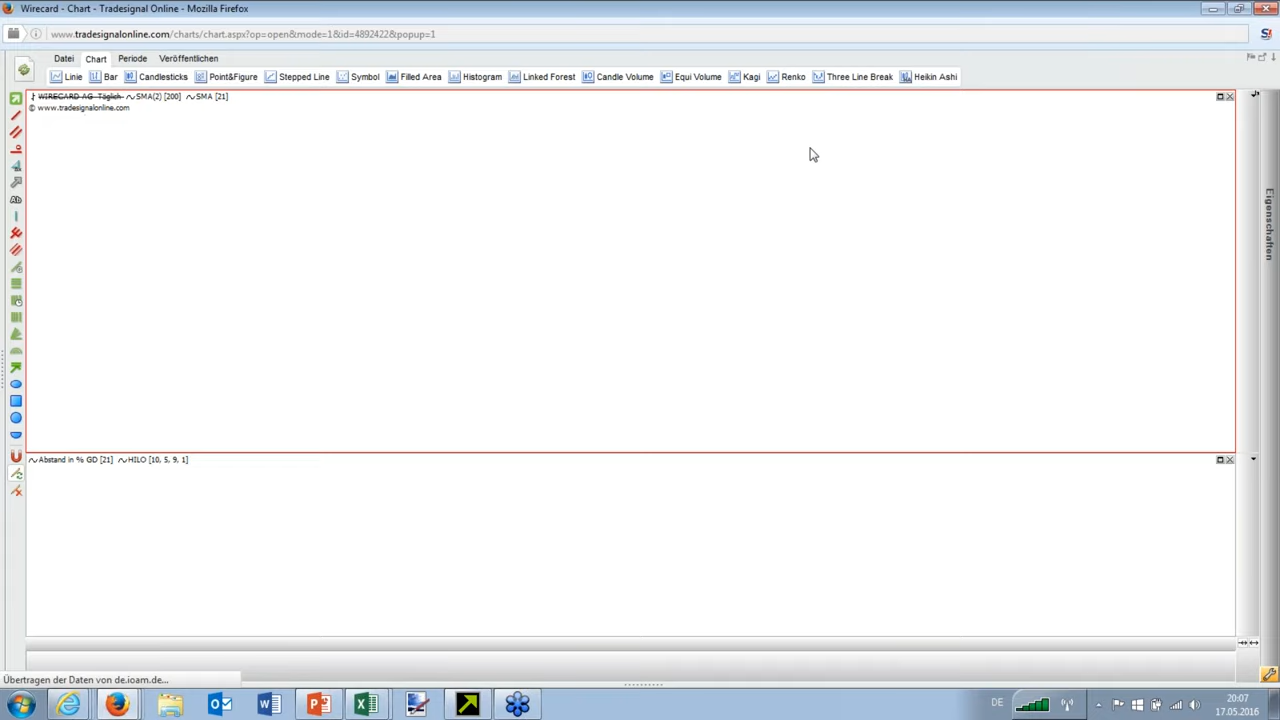 Wirecard - Chart - Tradesignal Online - Mozilla Firefox
www.tradesignalonline.com/charts/chart.aspx?op=open&mode=1&id=4892422&popup=1
Datei Chart Periode Veröffentlichen
Linie Bar Candlesticks Point&Figure Stepped Line Symbol Filled Area Histogram Linked Forest Candle Volume Equi Volume Kagi Renko Three Line Break Heikin Ashi
WIRECARD AG Täglich SMA(2) [200] SMA [21]
© www.tradesignalonline.com
Ab
Eigenschaften
Abstand in % GD [21] HILO [10, 5, 9, 1]
Übertragen der Daten von de.ioam.de...
DE
20:07
17.05.2016